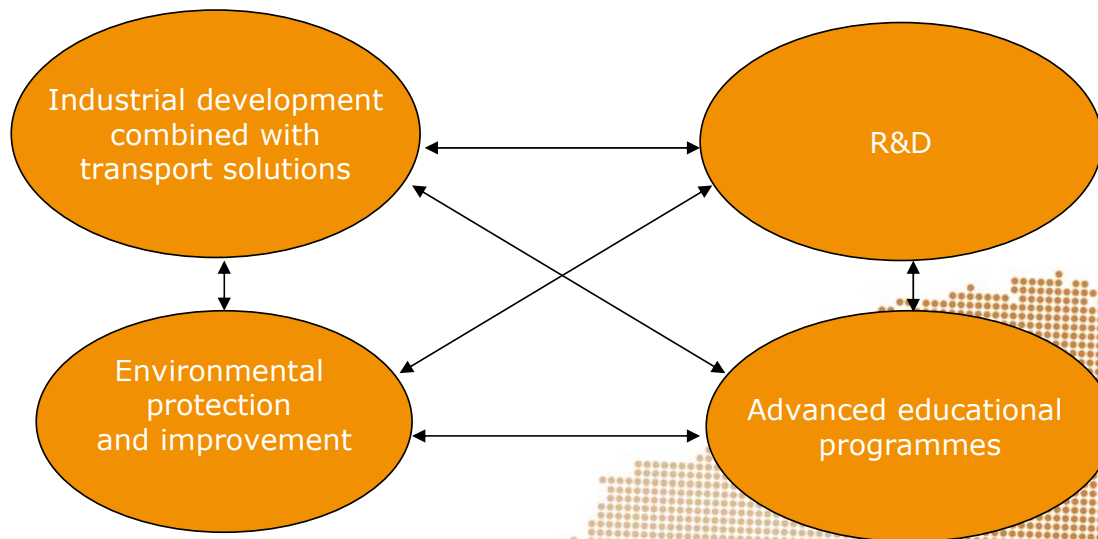 Industrial development
combined with
transport solutions
R&D
Environmental
protection
and improvement
Advanced educational
programmes